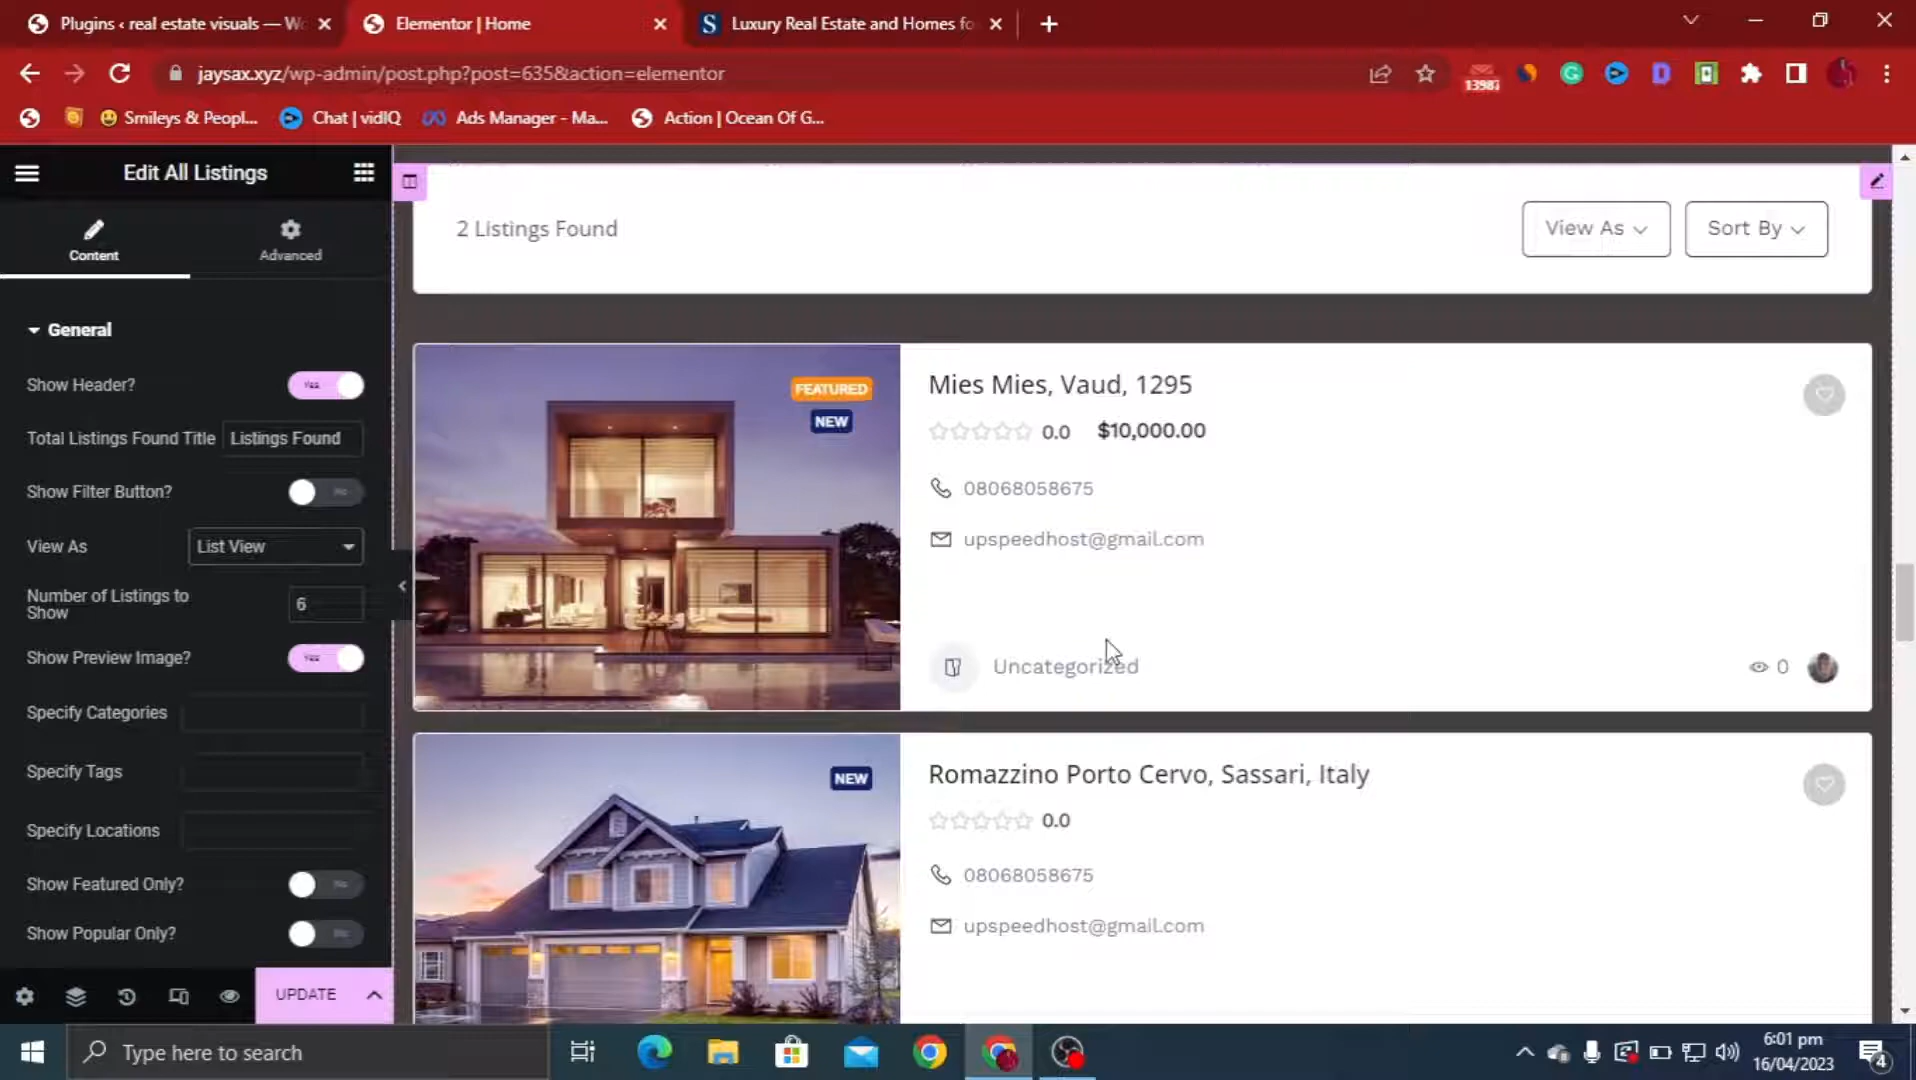 Plugins ‹ real estate visuals — Wo
Elementor | Home
Luxury Real Estate and Homes fo
jaysax.xyz/wp-admin/post.php?post=635&action=elementor
13987
Smileys & Peopl...
Chat | vidIQ
Ads Manager - Ma...
Action | Ocean Of G...
Edit All Listings
Content
Advanced
General
Show Header?
YES
Total Listings Found Title
Listings Found
Show Filter Button?
NO
View As
List View
Number of Listings to
Show
6
Show Preview Image?
YES
Specify Categories
Specify Tags
Specify Locations
Show Featured Only?
NO
Show Popular Only?
NO
UPDATE
2 Listings Found
View As
Sort By
FEATURED
NEW
Mies Mies, Vaud, 1295
0.0 $10,000.00
08068058675
upspeedhost@gmail.com
Uncategorized
0
NEW
Romazzino Porto Cervo, Sassari, Italy
0.0
08068058675
upspeedhost@gmail.com
Type here to search
6:01 pm
16/04/2023
4